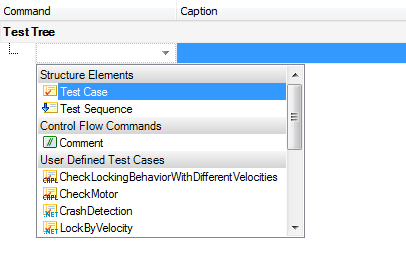 Command Caption
Test Tree
Structure Elements
Test Case
Test Sequence
Control Flow Commands
// Comment
User Defined Test Cases
CAPL CheckLockingBehaviorWithDifferentVelocities
CAPL CheckMotor
.NET CrashDetection
.NET LockByVelocity